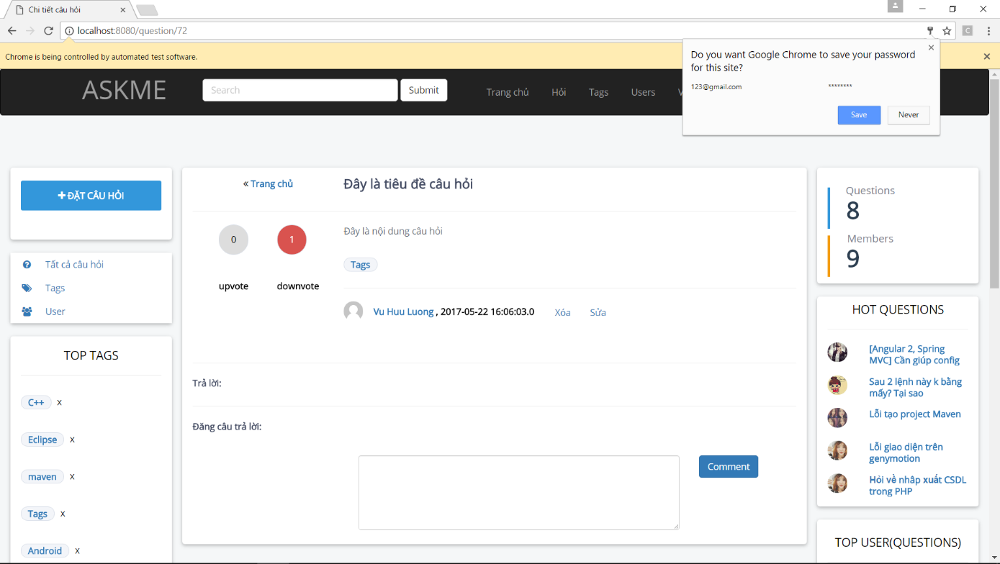 Chi tiết câu hỏi
localhost:8080/question/72
Chrome is being controlled by automated test software.
Do you want Google Chrome to save your password
for this site?
123@gmail.com ********
Save Never
ASKME
Search
Submit
Trang chủ Hỏi Tags Users
ĐẶT CÂU HỎI
Tất cả câu hỏi
Tags
User
TOP TAGS
C++ x
Eclipse x
maven x
Tags x
Android x
« Trang chủ
Đây là tiêu đề câu hỏi
0 1
upvote downvote
Đây là nội dung câu hỏi
Tags
Vu Huu Luong , 2017-05-22 16:06:03.0 Xóa Sửa
Trả lời:
Đăng câu trả lời:
Comment
Questions
8
Members
9
HOT QUESTIONS
[Angular 2, Spring
MVC] Cần giúp config
Sau 2 lệnh này k bằng
mấy? Tại sao
Lỗi tạo project Maven
Lỗi giao diện trên
genymotion
Hỏi về nhập xuất CSDL
trong PHP
TOP USER(QUESTIONS)